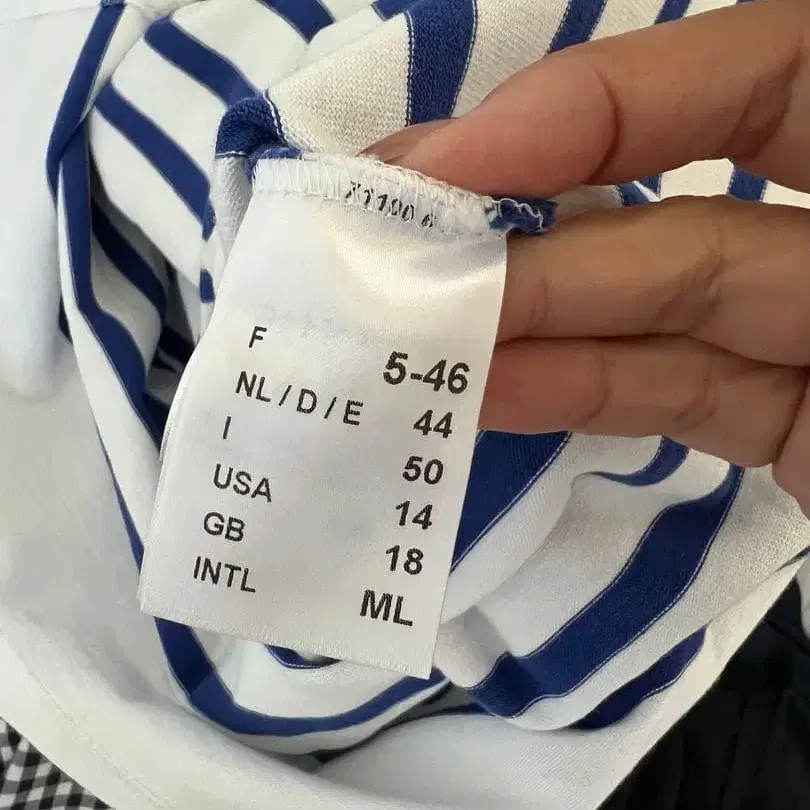 F 5-46
NL/D/E 44
I 50
USA 14
GB 18
INTL ML